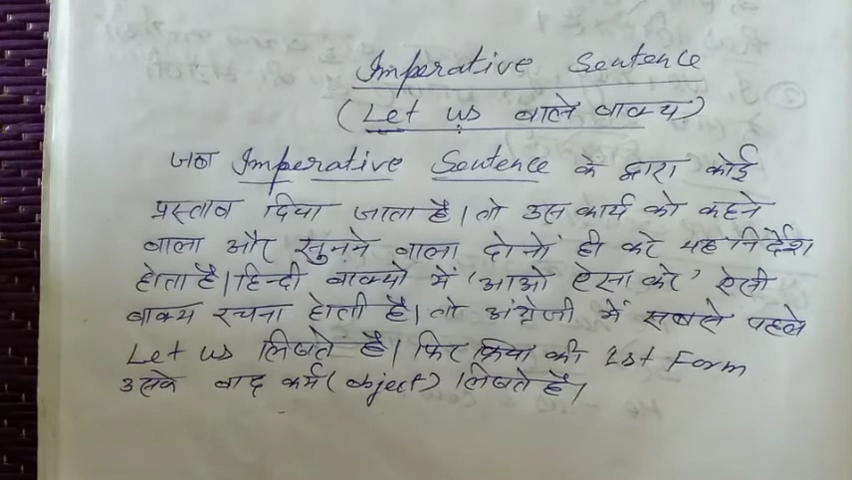 Imperative Sentence
(Let us वाले वाक्य)
जब Imperative Sentence के द्वारा कोई
प्रस्ताव दिया जाता है। तो उस कार्य को कहने
वाला और सुनने वाला दोनों ही करे यह निर्देश
होता है। हिन्दी वाक्यो में 'आओ ऐसा करे' ऐसी
वाक्य रचना होती है। तो अंग्रेजी में सबसे पहले
Let us लिखते है। फिर क्रिया की 1st Form
उसके बाद कर्म (object) लिखते है।